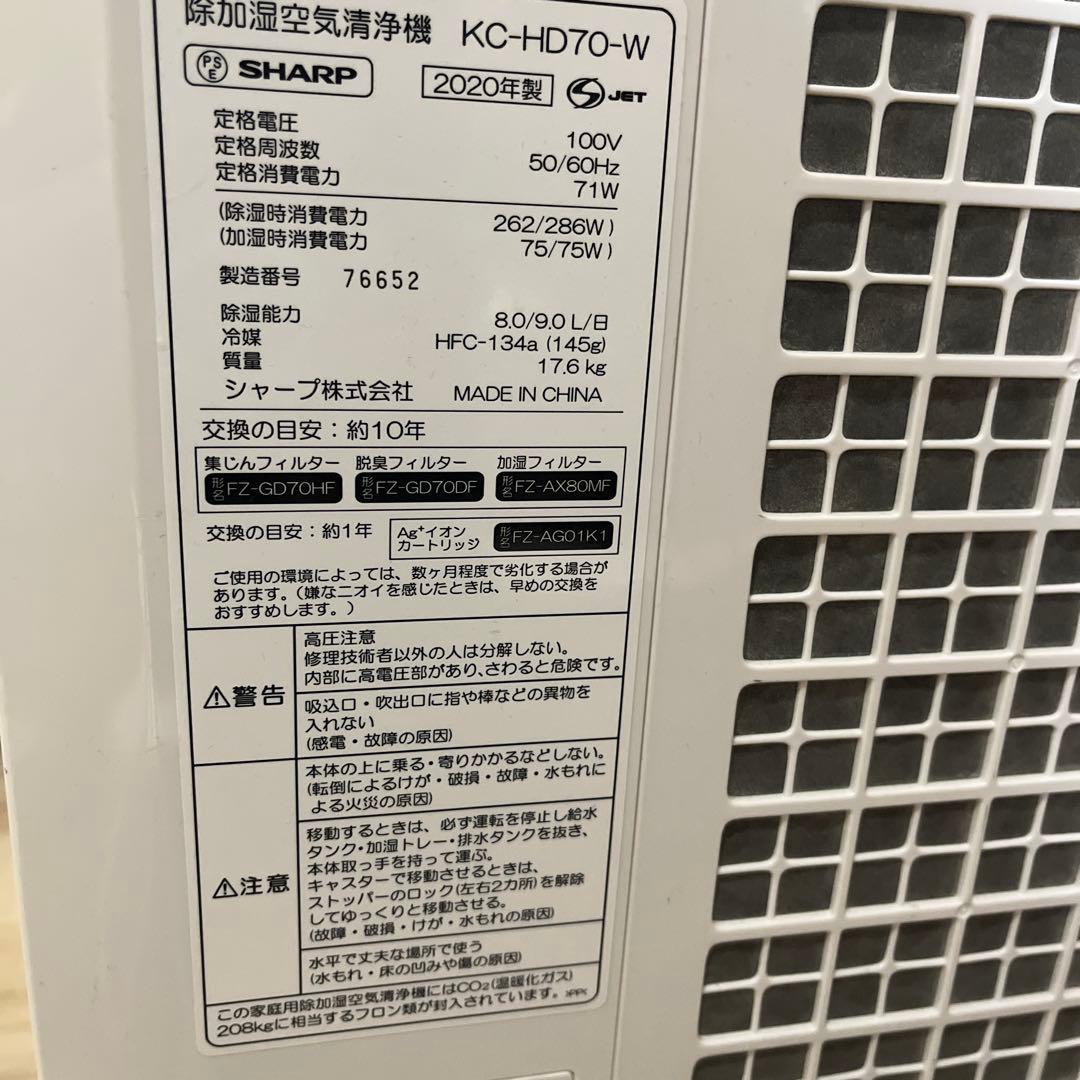 除加湿空気清浄機 KC-HD70-W
PSE SHARP 2020年製 JET
定格電圧 100V
定格周波数 50/60Hz
定格消費電力 71W
(除湿時消費電力 262/286W)
(加湿時消費電力 75/75W)
製造番号 76652
除湿能力 8.0/9.0 L/日
冷媒 HFC-134a (145g)
質量 17.6 kg
シャープ株式会社 MADE IN CHINA
交換の目安：約10年
集じんフィルター 脱臭フィルター 加湿フィルター
形名 FZ-GD70HF 形名 FZ-GD70DF 形名 FZ-AX80MF
交換の目安：約1年 Ag⁺イオンカートリッジ 形名 FZ-AG01K1
ご使用の環境によっては、数ヶ月程度で劣化する場合が
あります。(嫌なニオイを感じたときは、早めの交換を
おすすめします。)
⚠警告
高圧注意
修理技術者以外の人は分解しない。
内部に高電圧部があり、さわると危険です。
吸込口・吹出口に指や棒などの異物を
入れない
(感電・故障の原因)
⚠注意
本体の上に乗る・寄りかかるなどしない。
(転倒によるけが・破損・故障・水もれに
よる火災の原因)
移動するときは、必ず運転を停止し給水
タンク・加湿トレー・排水タンクを抜き、
本体取っ手を持って運ぶ。
キャスターで移動させるときは、
ストッパーのロック(左右2カ所)を解除
してゆっくりと移動させる。
(故障・破損・けが・水もれの原因)
水平で丈夫な場所で使う
(水もれ・床の凹みや傷の原因)
この家庭用除加湿空気清浄機にはCO₂(温暖化ガス)
208kgに相当するフロン類が封入されています。 >PP<